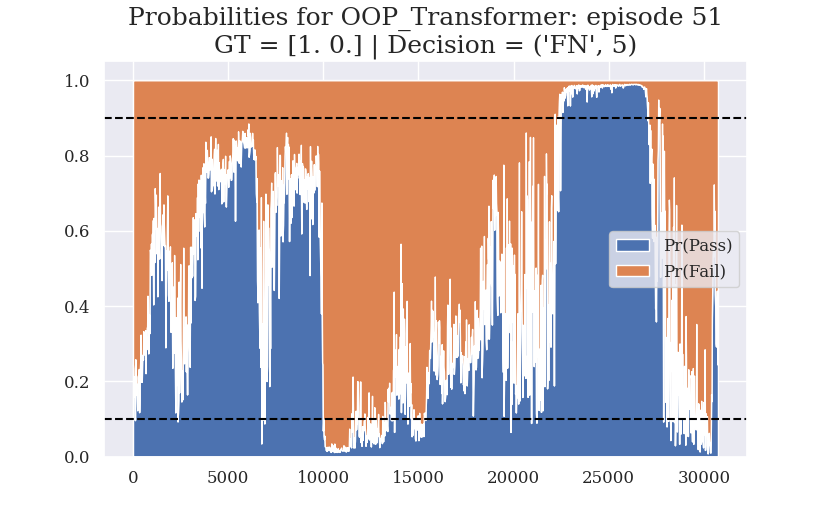 Probabilities for OOP_Transformer: episode 51
GT = [1. 0.] | Decision = ('FN', 5)
1.0
0.8
0.6
0.4
0.2
0.0
Pr(Pass)
Pr(Fail)
0 5000 10000 15000 20000 25000 30000